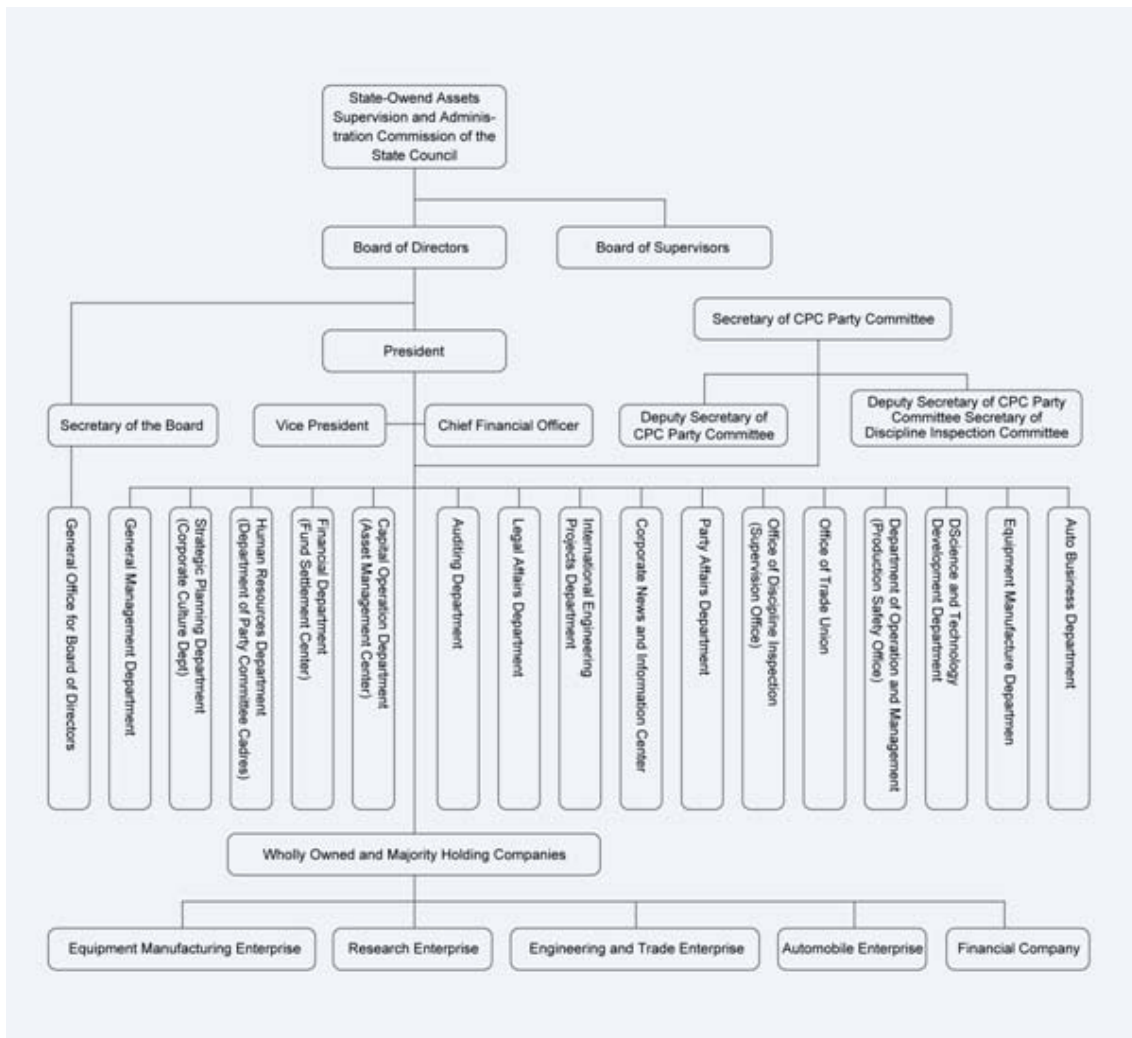 State-Owend Assets
Supervision and Adminis-
tration Commission of the
State Council
Board of Directors
Board of Supervisors
Secretary of CPC Party Committee
President
Secretary of the Board
Vice President
Chief Financial Officer
Deputy Secretary of
CPC Party Committee
Deputy Secretary of CPC Party
Committee Secretary of
Discipline Inspection Committee
General Office for Board of Directors
General Management Department
Strategic Planning Department
(Corporate Culture Dept)
Human Resources Department
(Department of Party Committee Cadres)
Financial Department
(Fund Settlement Center)
Capital Operation Department
(Asset Management Center)
Auditing Department
Legal Affairs Department
International Engineering
Projects Department
Corporate News and Information Center
Party Affairs Department
Office of Discipline Inspection
(Supervision Office)
Office of Trade Union
Department of Operation and Management
(Production Safety Office)
DScience and Technology
Development Department
Equipment Manufacture Departmen
Auto Business Department
Wholly Owned and Majority Holding Companies
Equipment Manufacturing Enterprise
Research Enterprise
Engineering and Trade Enterprise
Automobile Enterprise
Financial Company